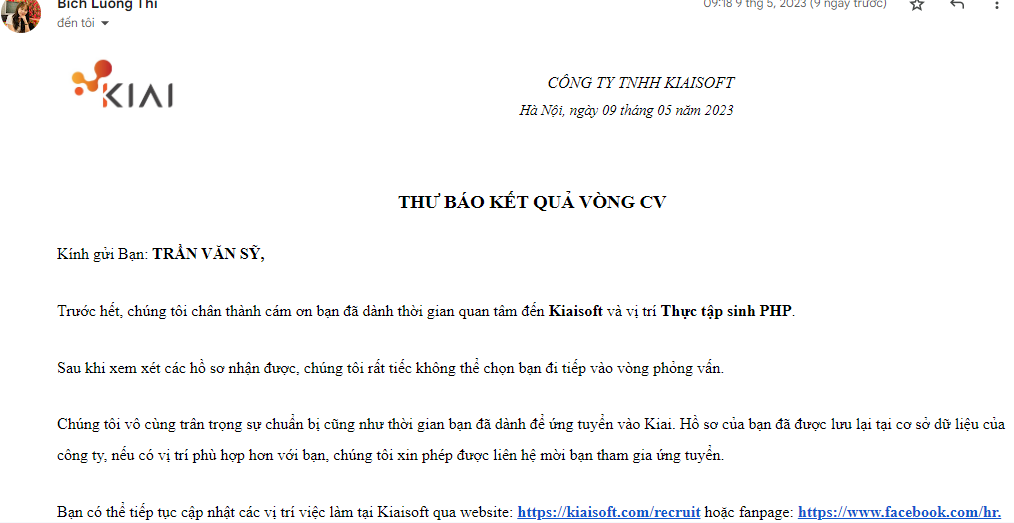 Bich Luong Thi
09:18 9 thg 5, 2023 (9 ngày trước)
đến tôi
KIAI
CÔNG TY TNHH KIAISOFT
Hà Nội, ngày 09 tháng 05 năm 2023
THƯ BÁO KẾT QUẢ VÒNG CV
Kính gửi Bạn: TRẦN VĂN SỸ,
Trước hết, chúng tôi chân thành cám ơn bạn đã dành thời gian quan tâm đến Kiaisoft và vị trí Thực tập sinh PHP.
Sau khi xem xét các hồ sơ nhận được, chúng tôi rất tiếc không thể chọn bạn đi tiếp vào vòng phỏng vấn.
Chúng tôi vô cùng trân trọng sự chuẩn bị cũng như thời gian bạn đã dành để ứng tuyển vào Kiai. Hồ sơ của bạn đã được lưu lại tại cơ sở dữ liệu của
công ty, nếu có vị trí phù hợp hơn với bạn, chúng tôi xin phép được liên hệ mời bạn tham gia ứng tuyển.
Bạn có thể tiếp tục cập nhật các vị trí việc làm tại Kiaisoft qua website: https://kiaisoft.com/recruit hoặc fanpage: https://www.facebook.com/hr.